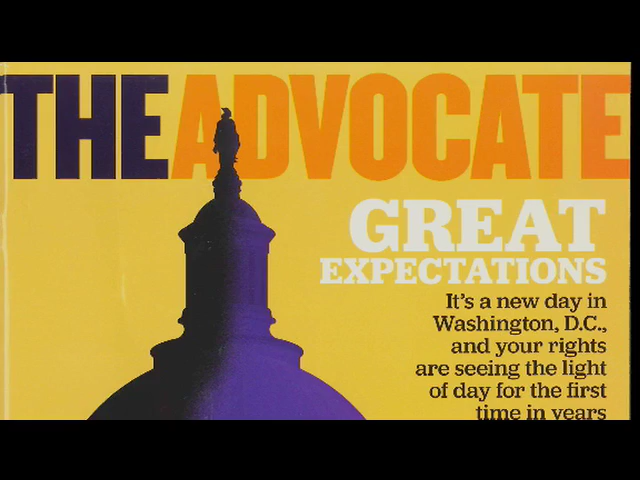 THE ADVOCATE
GREAT
EXPECTATIONS
It's a new day in
Washington, D.C.,
and your rights
are seeing the light
of day for the first
time in years